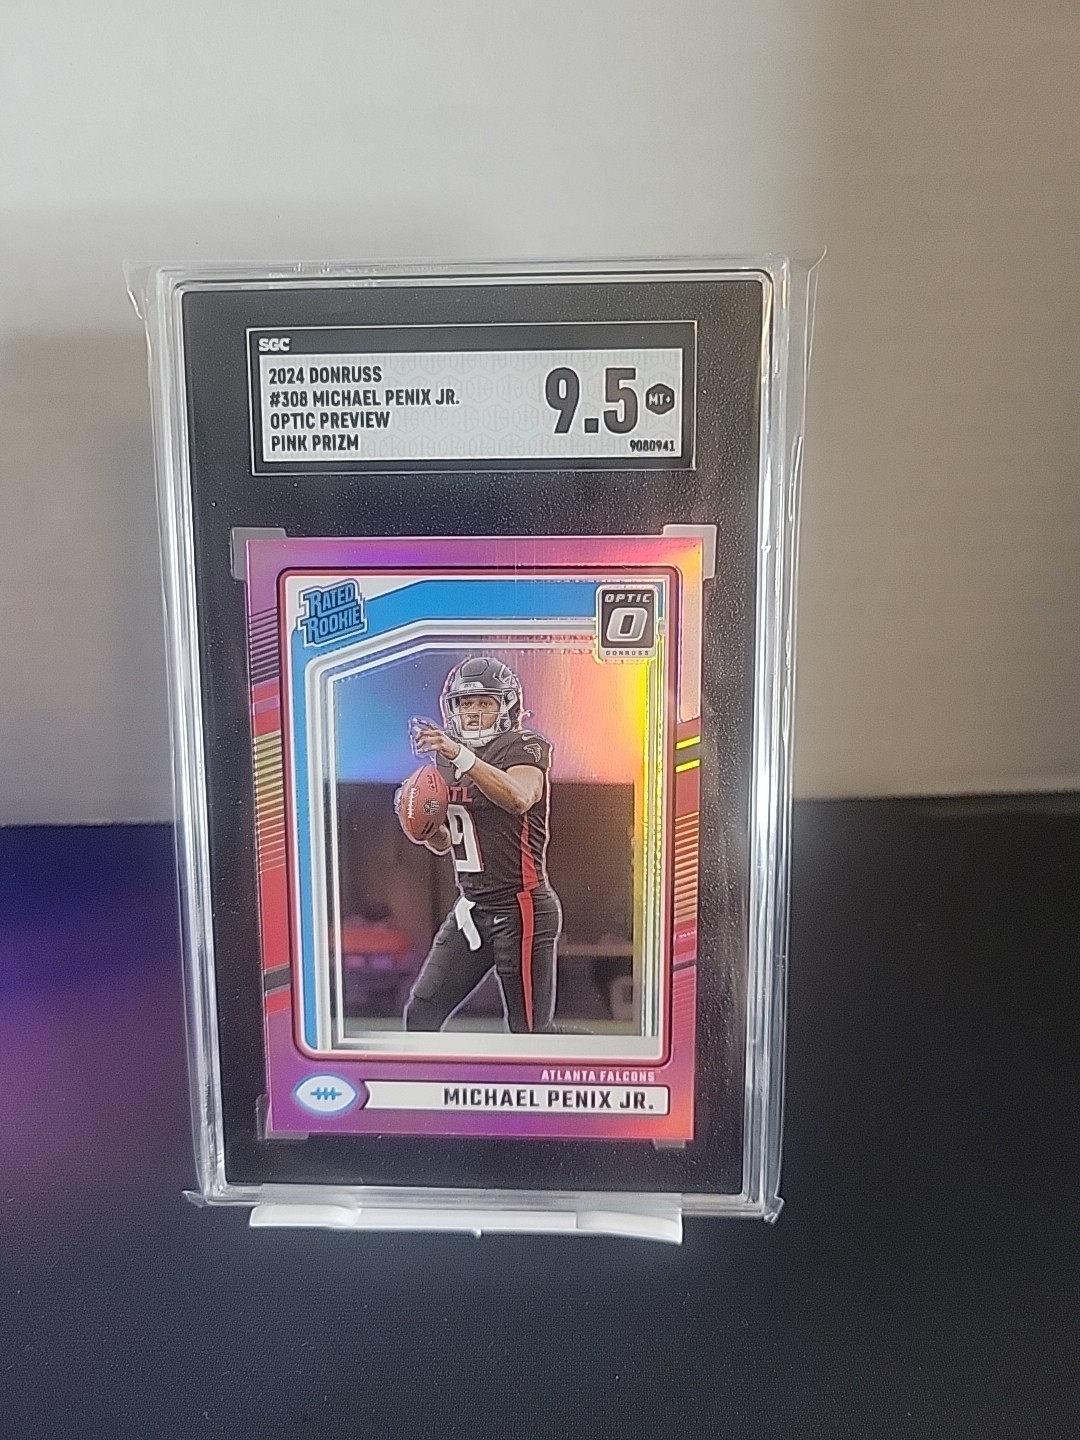 SGC
2024 DONRUSS
#308 MICHAEL PENIX JR.
OPTIC PREVIEW
PINK PRIZM
9.5
MT+
9080941
RATED
ROOKIE
OPTIC
O
DONRUSS
ATL
ATL
9
ATLANTA FALCONS
MICHAEL PENIX JR.